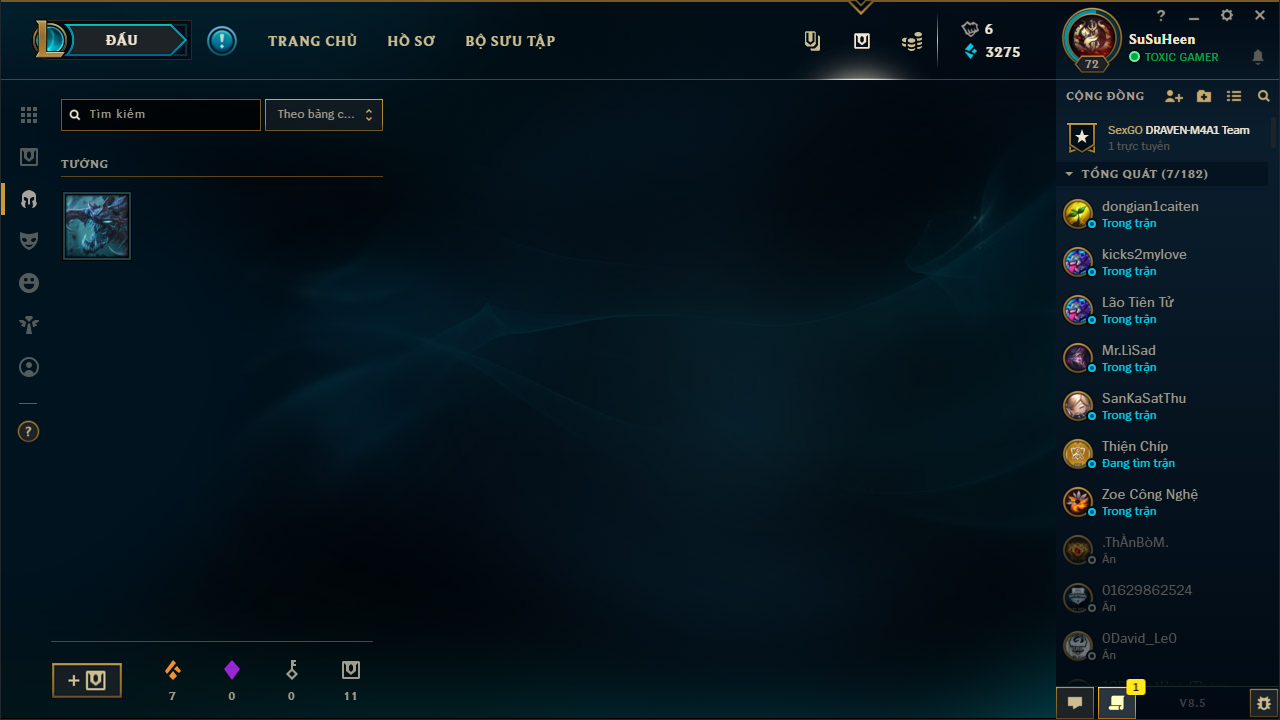 ĐẤU
TRANG CHỦ
HỒ SƠ
BỘ SƯU TẬP
6
3275
72
?
SuSuHeen
TOXIC GAMER
Tìm kiếm
Theo bảng c...
TƯỚNG
?
7
0
0
11
CỘNG ĐỒNG
SexGO DRAVEN-M4A1 Team
1 trực tuyến
TỔNG QUÁT (7/182)
dongian1caiten
Trong trận
kicks2mylove
Trong trận
Lão Tiên Tử
Trong trận
Mr.LìSad
Trong trận
SanKaSatThu
Trong trận
Thiện Chíp
Đang tìm trận
Zoe Công Nghệ
Trong trận
.ThẦnBòM.
Ẩn
01629862524
Ẩn
0David_Le0
Ẩn
1
V8.5